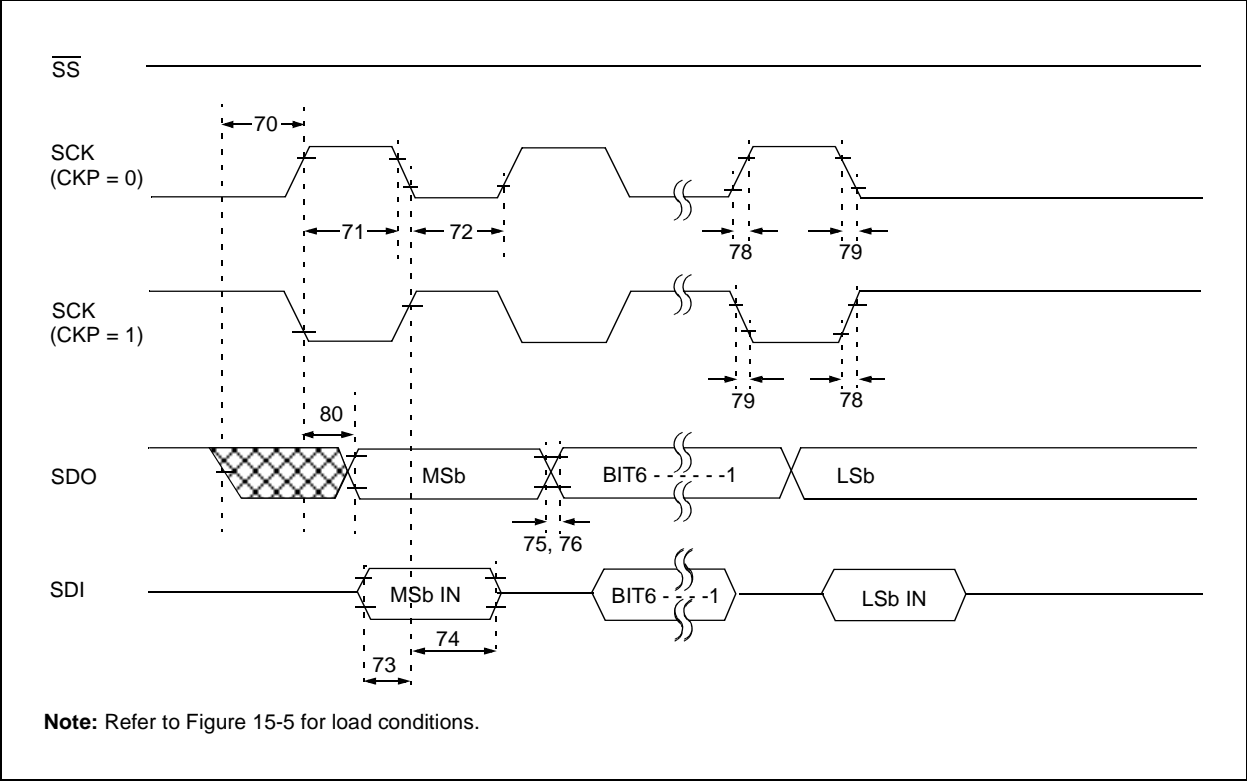 SS
70
SCK
(CKP = 0)
71
72
78
79
SCK
(CKP = 1)
79
78
80
SDO
MSb
BIT6 - - - - - -1
LSb
75, 76
SDI
MSb IN
BIT6 - - - - -1
LSb IN
74
73
Note: Refer to Figure 15-5 for load conditions.